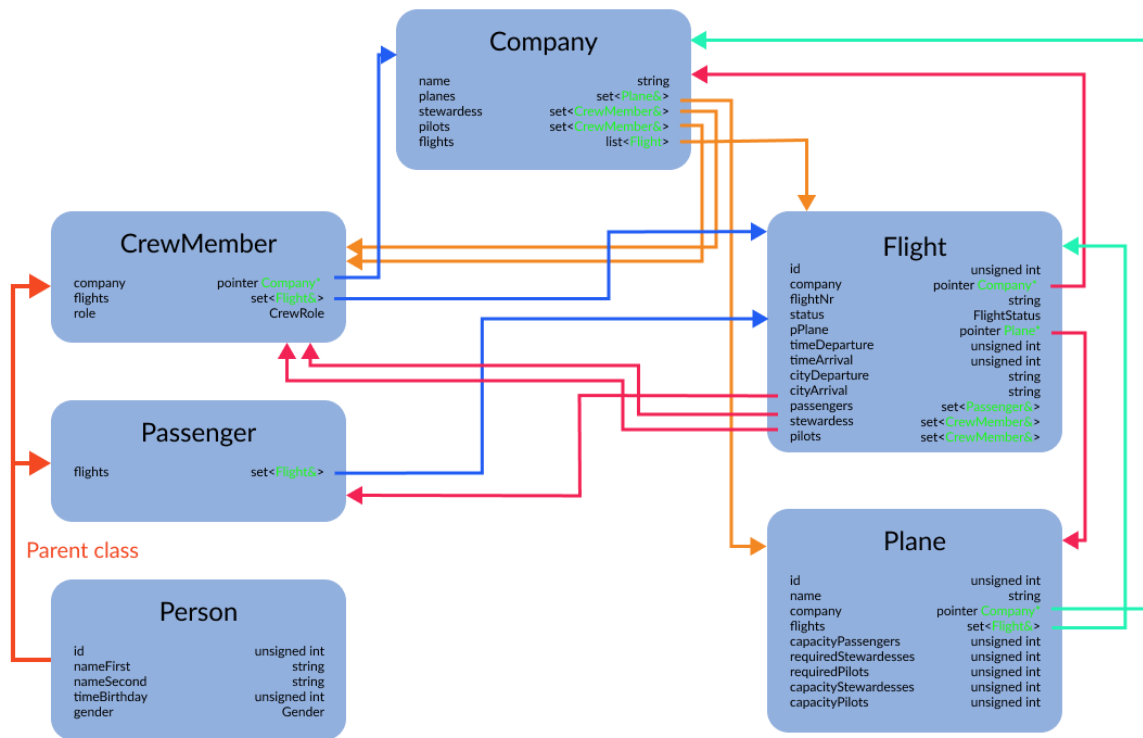 Company
name string
planes set<Plane&>
stewardess set<CrewMember&>
pilots set<CrewMember&>
flights list<Flight>
CrewMember
company pointer Company*
flights set<Flight&>
role CrewRole
Flight
id unsigned int
company pointer Company*
flightNr string
status FlightStatus
pPlane pointer Plane*
timeDeparture unsigned int
timeArrival unsigned int
cityDeparture string
cityArrival string
passengers set<Passenger&>
stewardess set<CrewMember&>
pilots set<CrewMember&>
Passenger
flights set<Flight&>
Parent class
Person
id unsigned int
nameFirst string
nameSecond string
timeBirthday unsigned int
gender Gender
Plane
id unsigned int
name string
company pointer Company*
flights set<Flight&>
capacityPassengers unsigned int
requiredStewardesses unsigned int
requiredPilots unsigned int
capacityStewardesses unsigned int
capacityPilots unsigned int